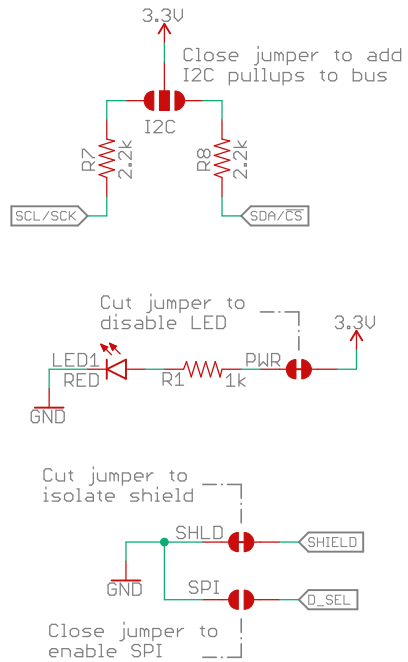 3.3V
Close jumper to add
I2C pullups to bus
I2C
R7
2.2k
R8
2.2k
SCL/SCK
SDA/CS
Cut jumper to
disable LED
3.3V
LED1
RED
R1
1k
PWR
GND
Cut jumper to
isolate shield
SHLD
SHIELD
GND
SPI
D_SEL
Close jumper to
enable SPI